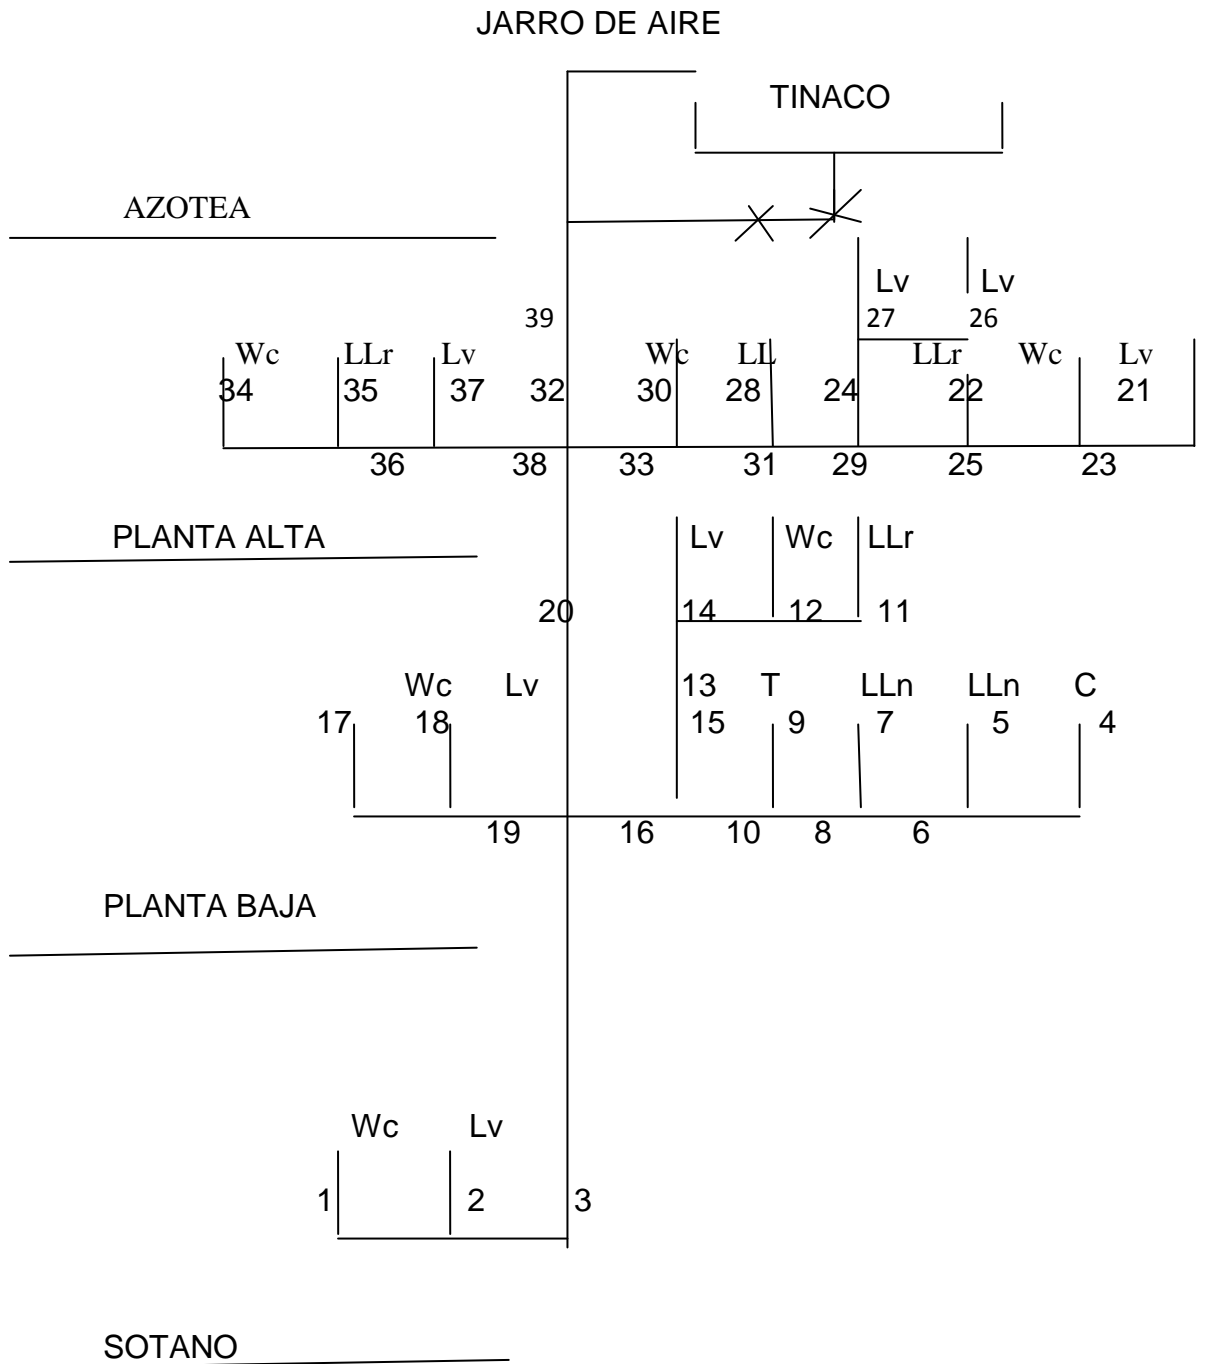 JARRO DE AIRE
TINACO
AZOTEA
Lv Lv
39 27 26
Wc LLr Lv Wc LL LLr Wc Lv
34 35 37 32 30 28 24 22 21
36 38 33 31 29 25 23
PLANTA ALTA Lv Wc LLr
20 14 12 11
Wc Lv 13 T LLn LLn C
17 18 15 9 7 5 4
19 16 10 8 6
PLANTA BAJA
Wc Lv
1 2 3
SOTANO